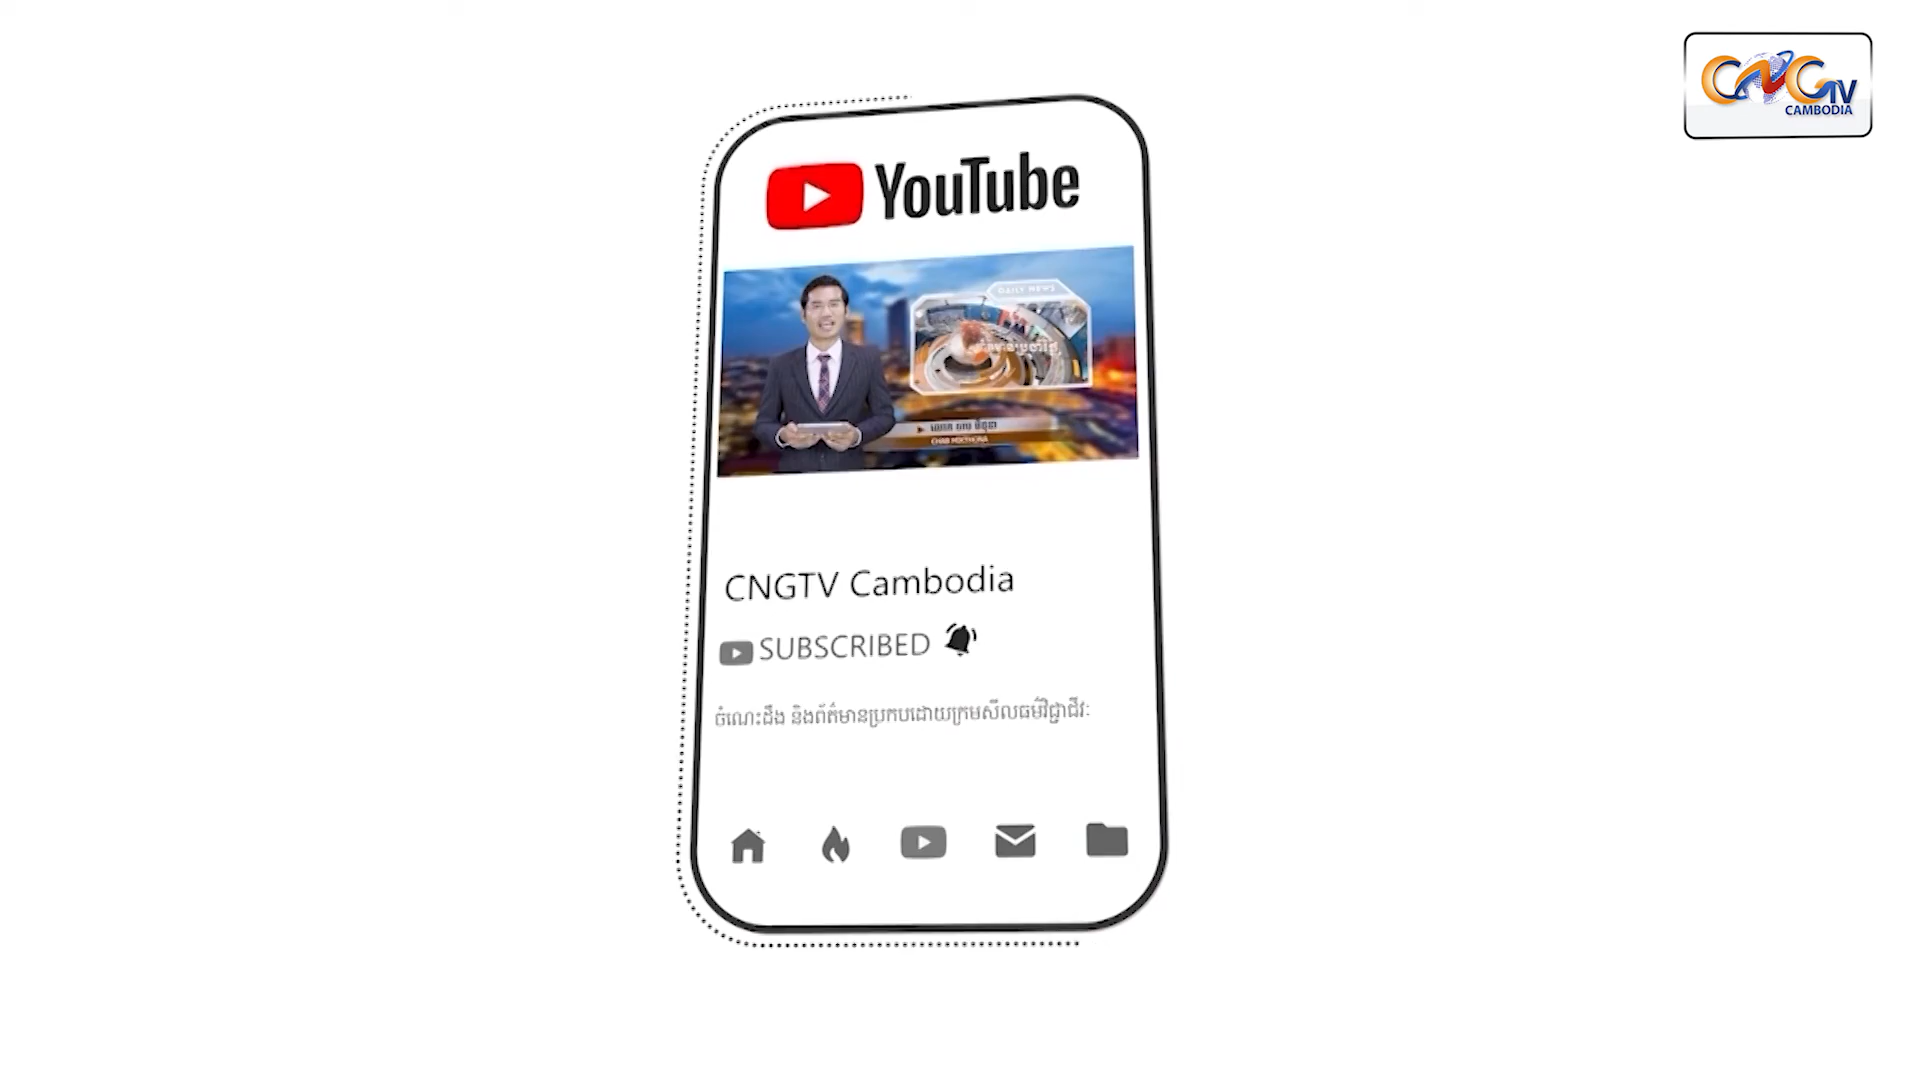 CNGTV
CAMBODIA
YouTube
DAILY NEWS
CNGTV Cambodia
SUBSCRIBED
ចំណេះដឹង និងព័ត៌មានប្រកបដោយក្រមសីលធម៌វិជ្ជាជីវៈ